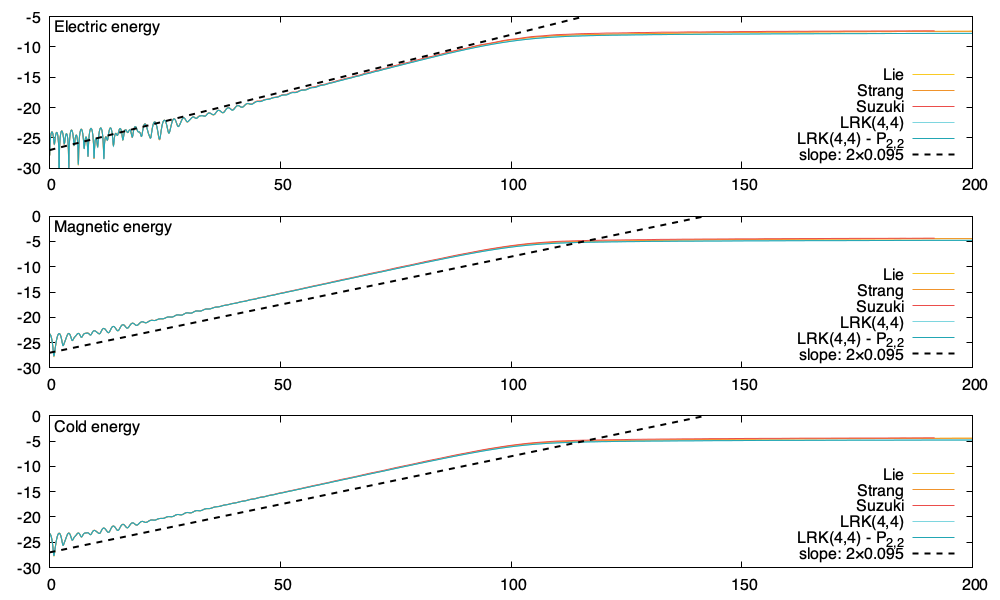 Electric energy
-5
-10
-15
-20
-25
-30
0 50 100 150 200
Lie
Strang
Suzuki
LRK(4,4)
LRK(4,4) - P2,2
slope: 2×0.095
Magnetic energy
0
-5
-10
-15
-20
-25
-30
0 50 100 150 200
Lie
Strang
Suzuki
LRK(4,4)
LRK(4,4) - P2,2
slope: 2×0.095
Cold energy
0
-5
-10
-15
-20
-25
-30
0 50 100 150 200
Lie
Strang
Suzuki
LRK(4,4)
LRK(4,4) - P2,2
slope: 2×0.095